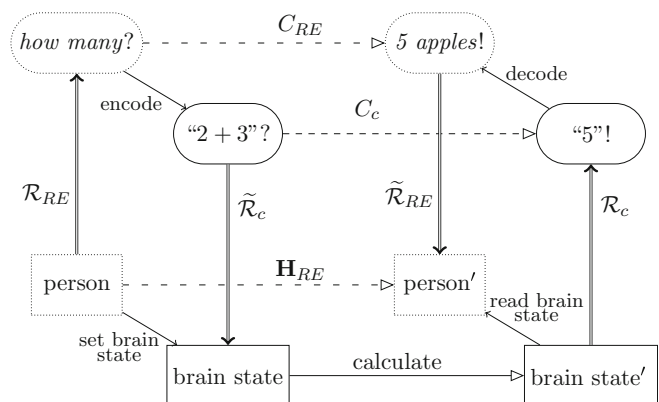 C_RE
how many?
5 apples!
encode
decode
C_c
“2 + 3”?
“5”!
R_RE
R̃_c
R̃_RE
R_c
H_RE
person
person′
set brain
state
read brain
state
calculate
brain state
brain state′